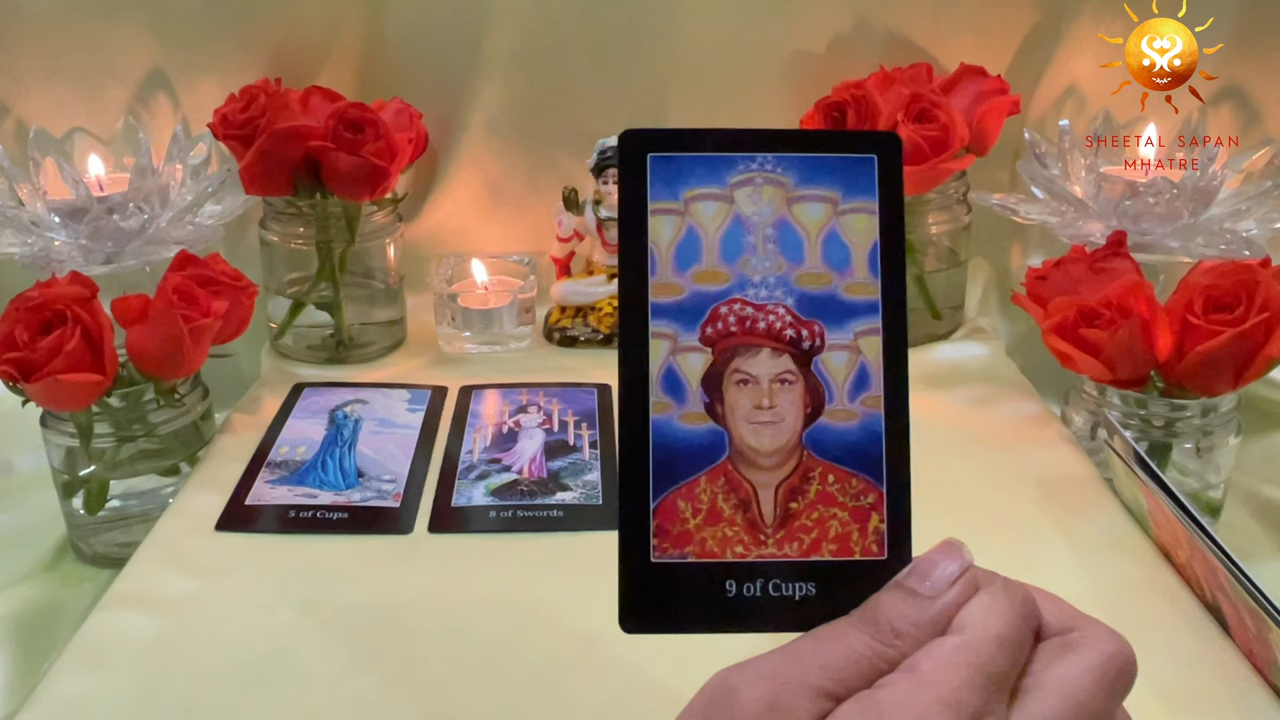 SHEETAL SAPAN
MHATRE
5 of Cups
8 of Swords
9 of Cups